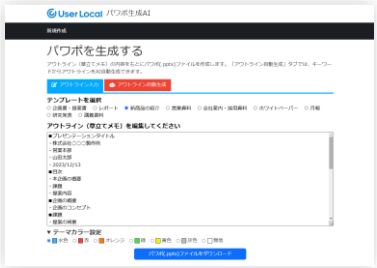 User Local パワポ生成AI
新規作成
パワポを生成する
アウトライン(章立てメモ)の内容をもとにパワポ(.pptx)ファイルを作成します。「アウトライン自動生成」タブでは、キーワー
ドからアウトラインをAI自動生成できます。
アウトライン入力 アウトラインの自動生成
テンプレートを選択
企画書・提案書 レポート 新商品の紹介 営業資料 会社案内・採用資料 ホワイトペーパー 月報
研究発表 講義資料
アウトライン(章立てメモ)を編集してください
■プレゼンテーションタイトル
- 株式会社〇〇〇製作所
- 営業本部
- 山田太郎
- 2023/12/13
■目次
- 本企画の概要
- 課題
- 提案内容
■企画の概要
- 企画のコンセプト
■課題
- 提案の背景
▼ テーマカラー設定
水色 赤 オレンジ 緑 黄色 灰色 無地
パワポ(.pptx)ファイルをダウンロード